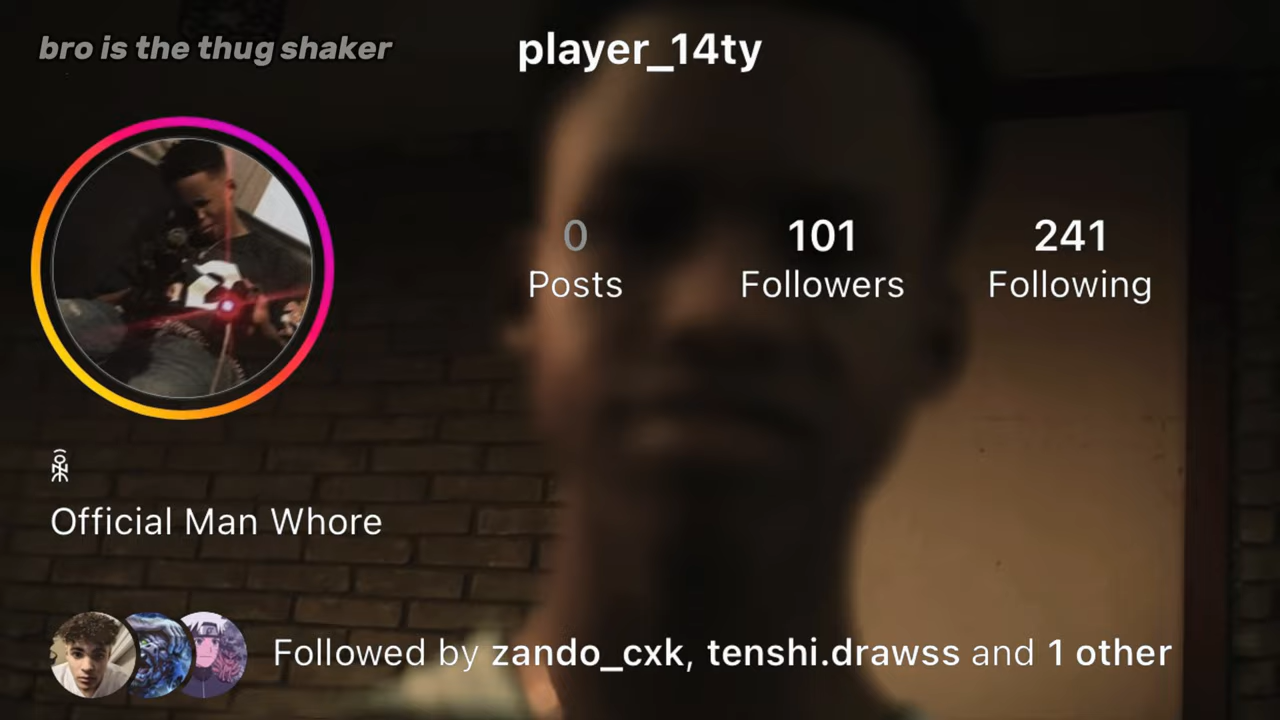 bro is the thug shaker
player_14ty
0 101 241
Posts Followers Following
Official Man Whore
Followed by zando_cxk, tenshi.drawss and 1 other